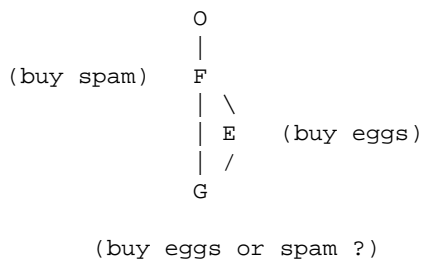 O
|
(buy spam) F
| \
| E (buy eggs)
| /
G
(buy eggs or spam ?)